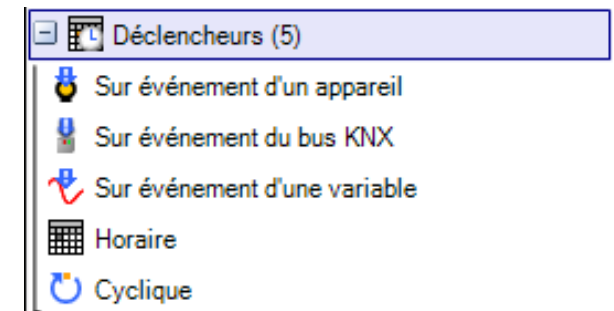 Déclencheurs (5)
Sur événement d'un appareil
Sur événement du bus KNX
Sur événement d'une variable
Horaire
Cyclique